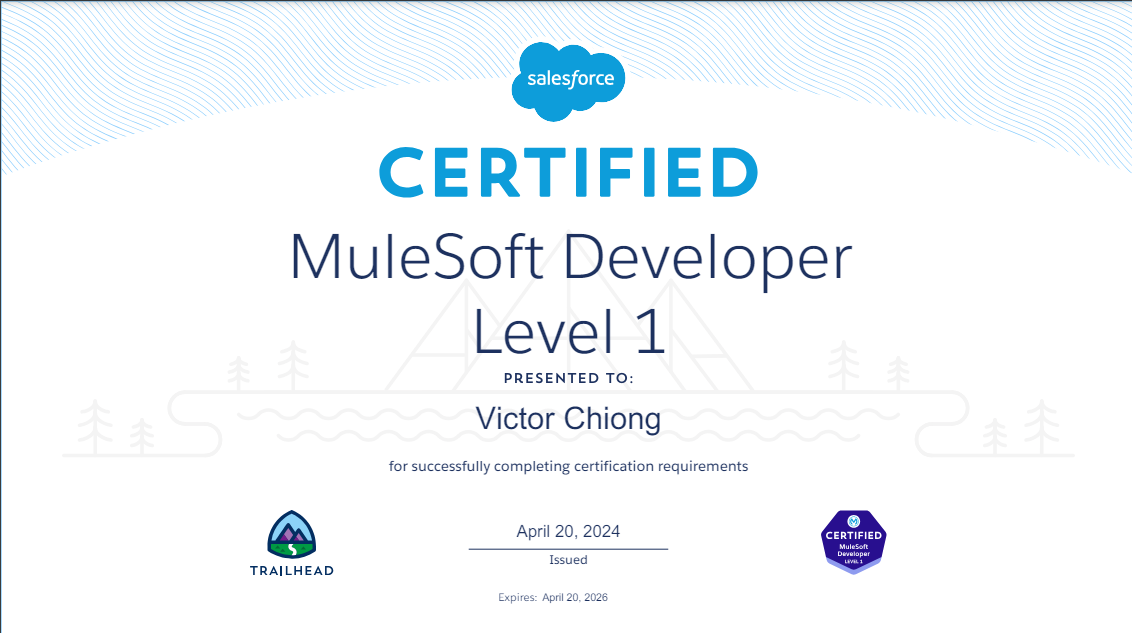 salesforce
CERTIFIED
MuleSoft Developer
Level 1
PRESENTED TO:
Victor Chiong
for successfully completing certification requirements
April 20, 2024
Issued
Expires: April 20, 2026
TRAILHEAD
M
CERTIFIED
MuleSoft
Developer
LEVEL 1